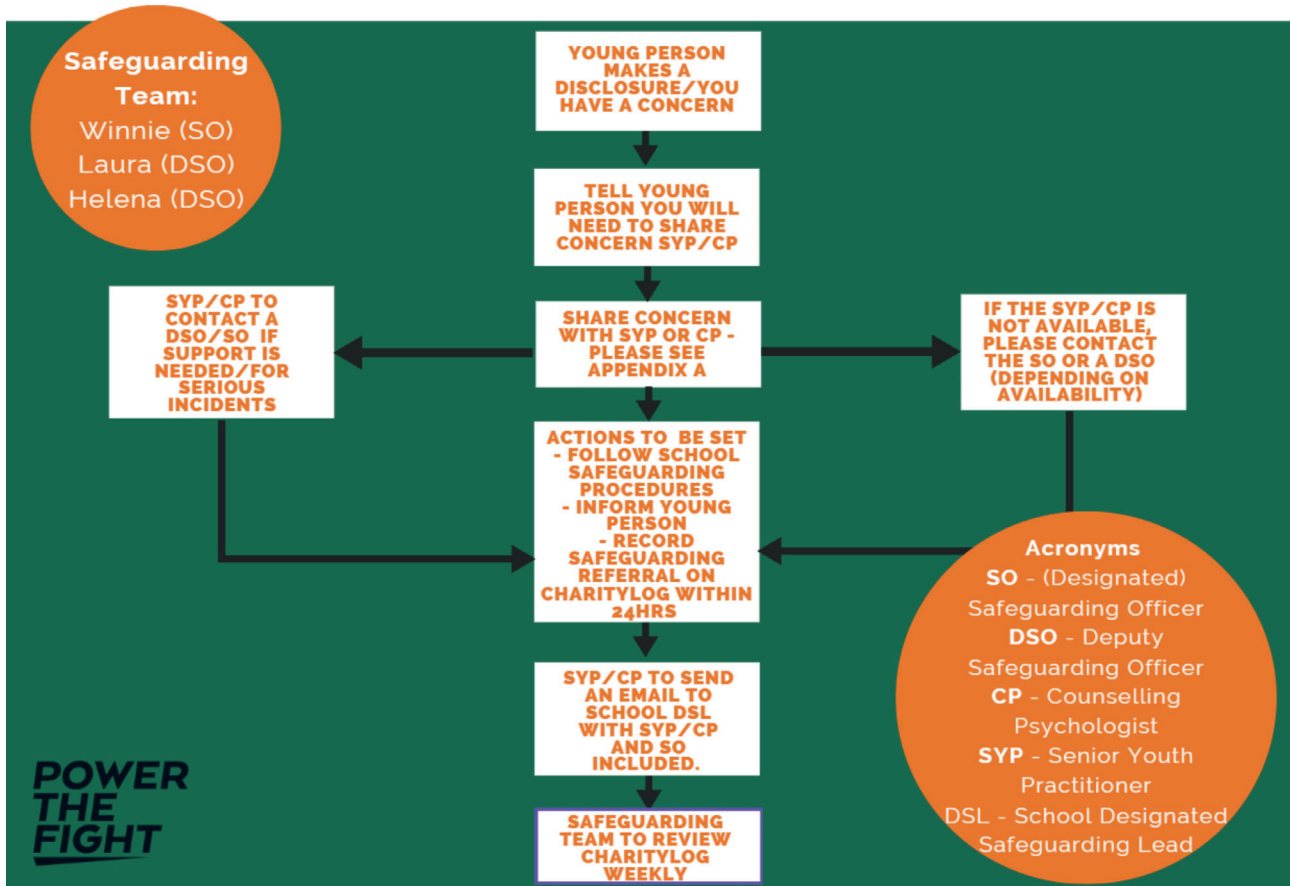 Safeguarding
Team:
Winnie (SO)
Laura (DSO)
Helena (DSO)
YOUNG PERSON
MAKES A
DISCLOSURE/YOU
HAVE A CONCERN
TELL YOUNG
PERSON YOU WILL
NEED TO SHARE
CONCERN SYP/CP
SYP/CP TO
CONTACT A
DSO/SO IF
SUPPORT IS
NEEDED/FOR
SERIOUS
INCIDENTS
SHARE CONCERN
WITH SYP OR CP -
PLEASE SEE
APPENDIX A
IF THE SYP/CP IS
NOT AVAILABLE,
PLEASE CONTACT
THE SO OR A DSO
(DEPENDING ON
AVAILABILITY)
ACTIONS TO BE SET
- FOLLOW SCHOOL
SAFEGUARDING
PROCEDURES
- INFORM YOUNG
PERSON
- RECORD
SAFEGUARDING
REFERRAL ON
CHARITYLOG WITHIN
24HRS
SYP/CP TO SEND
AN EMAIL TO
SCHOOL DSL
WITH SYP/CP
AND SO
INCLUDED.
SAFEGUARDING
TEAM TO REVIEW
CHARITYLOG
WEEKLY
Acronyms
SO - (Designated)
Safeguarding Officer
DSO - Deputy
Safeguarding Officer
CP - Counselling
Psychologist
SYP - Senior Youth
Practitioner
DSL - School Designated
Safeguarding Lead
POWER
THE
FIGHT